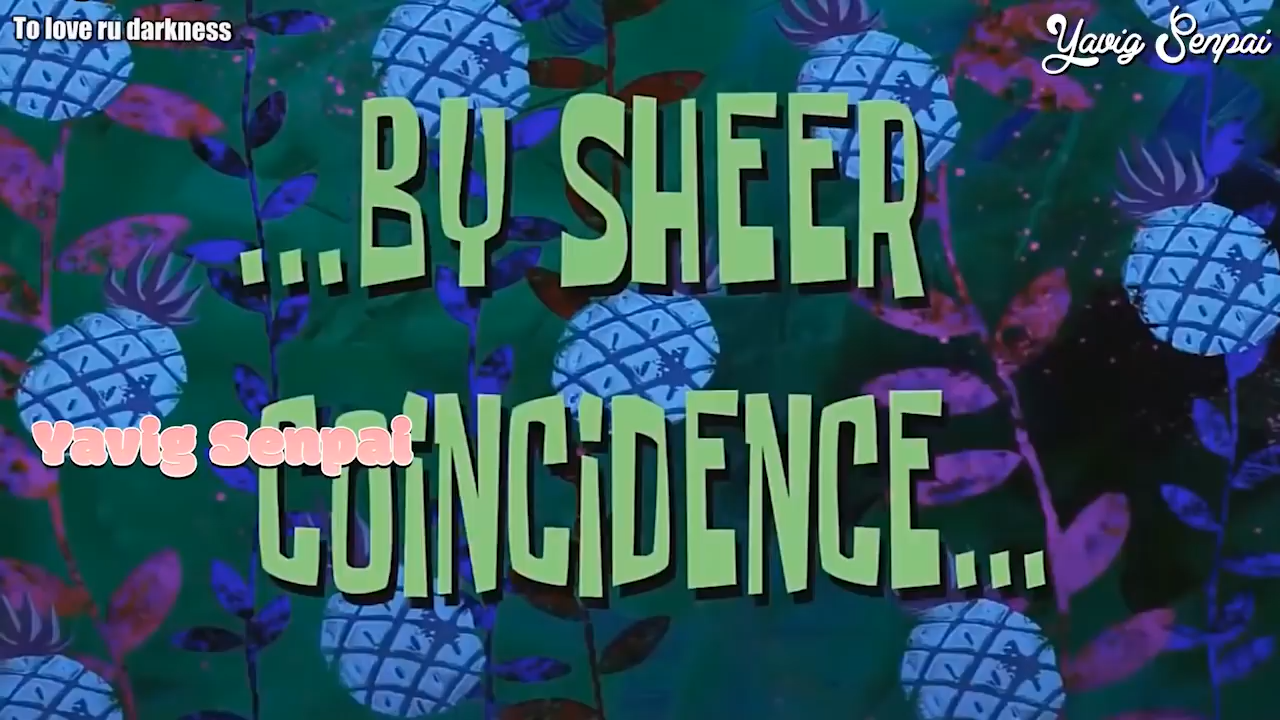 To love ru darkness
Yavig Senpai
...BY SHEER
COiNCiDENCE...
Yavig Senpai